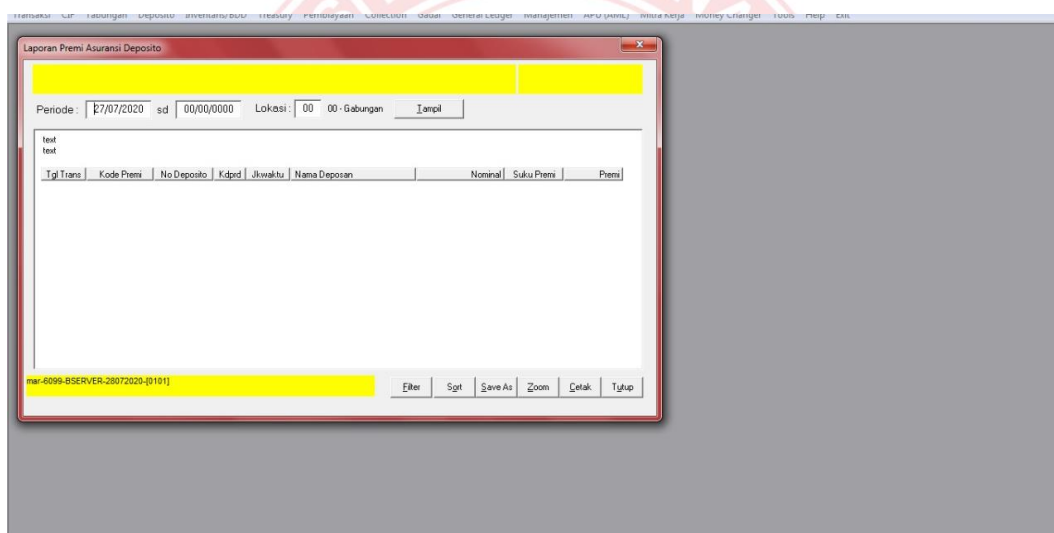 Transaksi CIF Tabungan Deposito Inventaris/BDD Treasury Pembiayaan Collection Gadai General Ledger Manajemen APU (AML) Mitra Kerja Money Changer Tools Help Exit
Laporan Premi Asuransi Deposito
Periode : 27/07/2020 sd 00/00/0000 Lokasi : 00 00 - Gabungan Tampil
text
text
Tgl Trans Kode Premi No Deposito Kdprd Jkwaktu Nama Deposan Nominal Suku Premi Premi
mar-6099-BSERVER-28072020-[0101] Filter Sort Save As Zoom Cetak Tutup